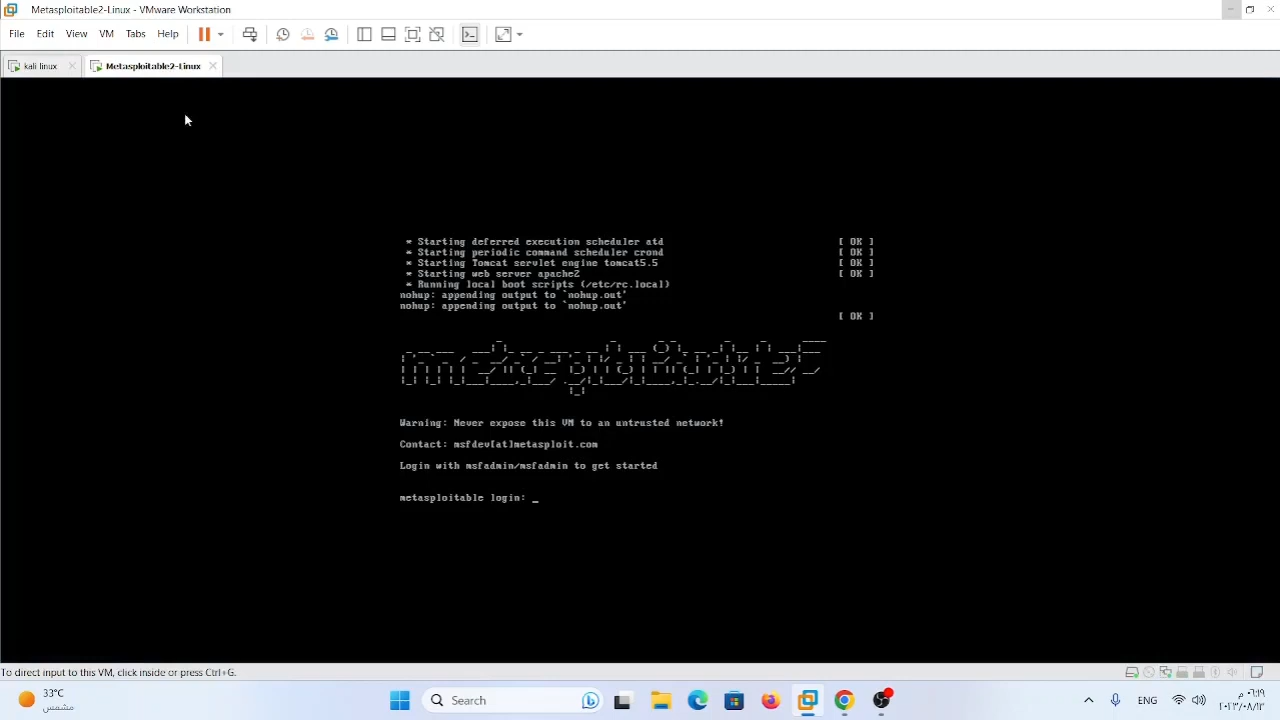 Metasploitable2-Linux - VMware Workstation
File Edit View VM Tabs Help
kali linux
Metasploitable2-Linux
* Starting deferred execution scheduler atd [ OK ]
* Starting periodic command scheduler crond [ OK ]
* Starting Tomcat servlet engine tomcat5.5 [ OK ]
* Starting web server apache2 [ OK ]
* Running local boot scripts (/etc/rc.local)
nohup: appending output to `nohup.out'
nohup: appending output to `nohup.out'
[ OK ]
metasploitable
Warning: Never expose this VM to an untrusted network!
Contact: msfdev[at]metasploit.com
Login with msfadmin/msfadmin to get started
metasploitable login: _
To direct input to this VM, click inside or press Ctrl+G.
33°C
مشمس
Search
ENG